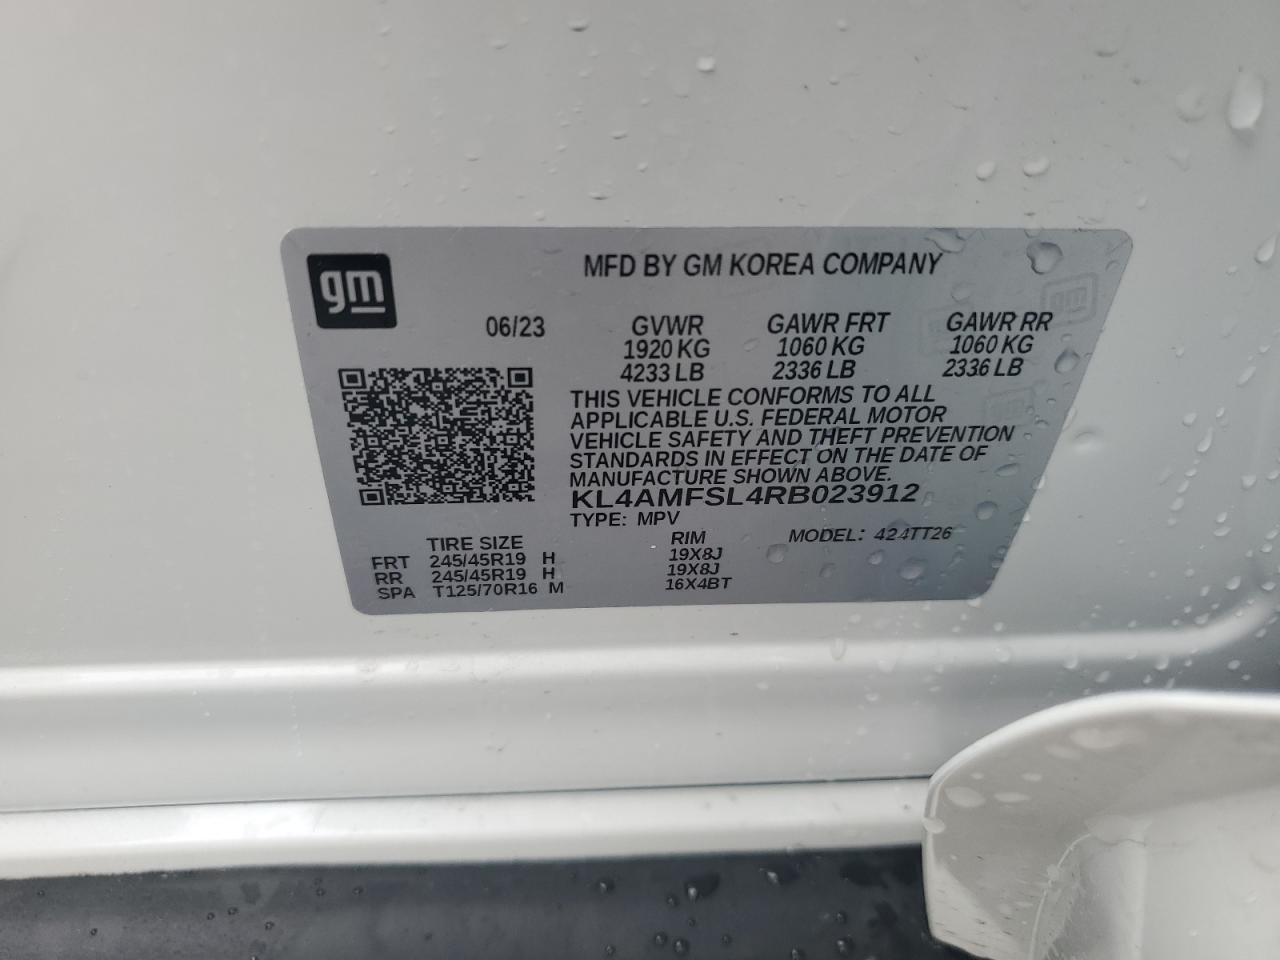 gm
MFD BY GM KOREA COMPANY
06/23 GVWR GAWR FRT GAWR RR
1920 KG 1060 KG 1060 KG
4233 LB 2336 LB 2336 LB
THIS VEHICLE CONFORMS TO ALL
APPLICABLE U.S. FEDERAL MOTOR
VEHICLE SAFETY AND THEFT PREVENTION
STANDARDS IN EFFECT ON THE DATE OF
MANUFACTURE SHOWN ABOVE.
KL4AMFSL4RB023912
TYPE: MPV
TIRE SIZE RIM MODEL: 424TT26
FRT 245/45R19 H 19X8J
RR 245/45R19 H 19X8J
SPA T125/70R16 M 16X4BT